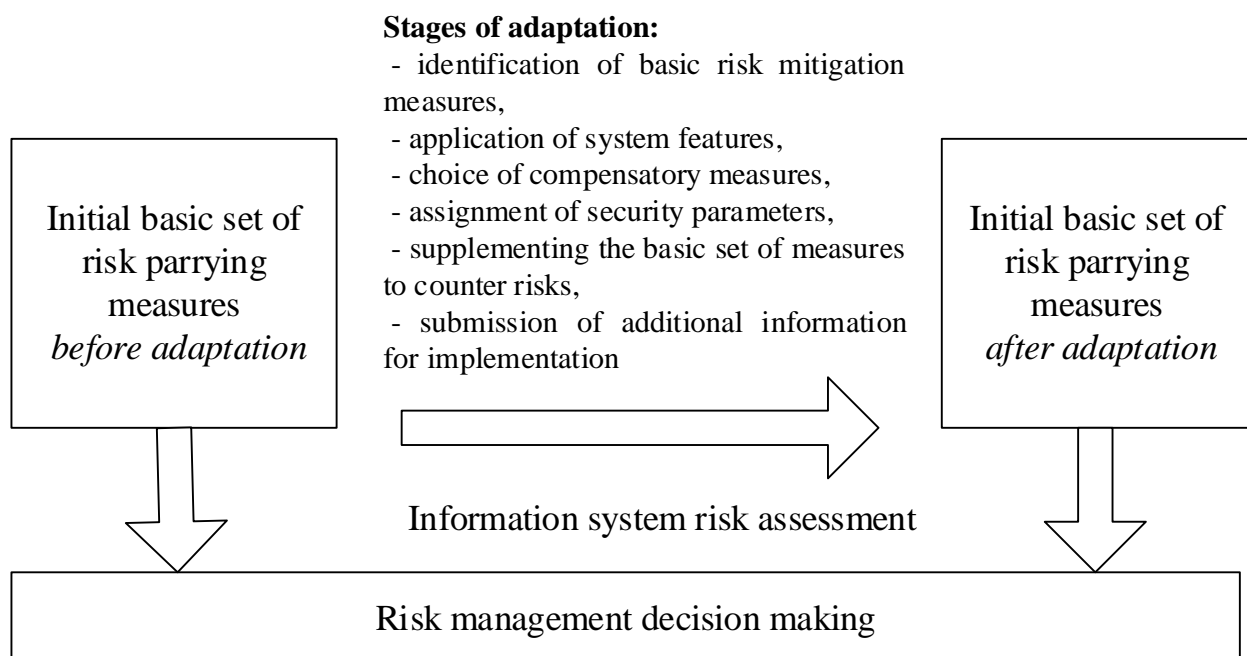 Stages of adaptation:
- identification of basic risk mitigation
measures,
- application of system features,
- choice of compensatory measures,
- assignment of security parameters,
- supplementing the basic set of measures
to counter risks,
- submission of additional information
for implementation
Initial basic set of
risk parrying
measures
before adaptation
Initial basic set of
risk parrying
measures
after adaptation
Information system risk assessment
Risk management decision making